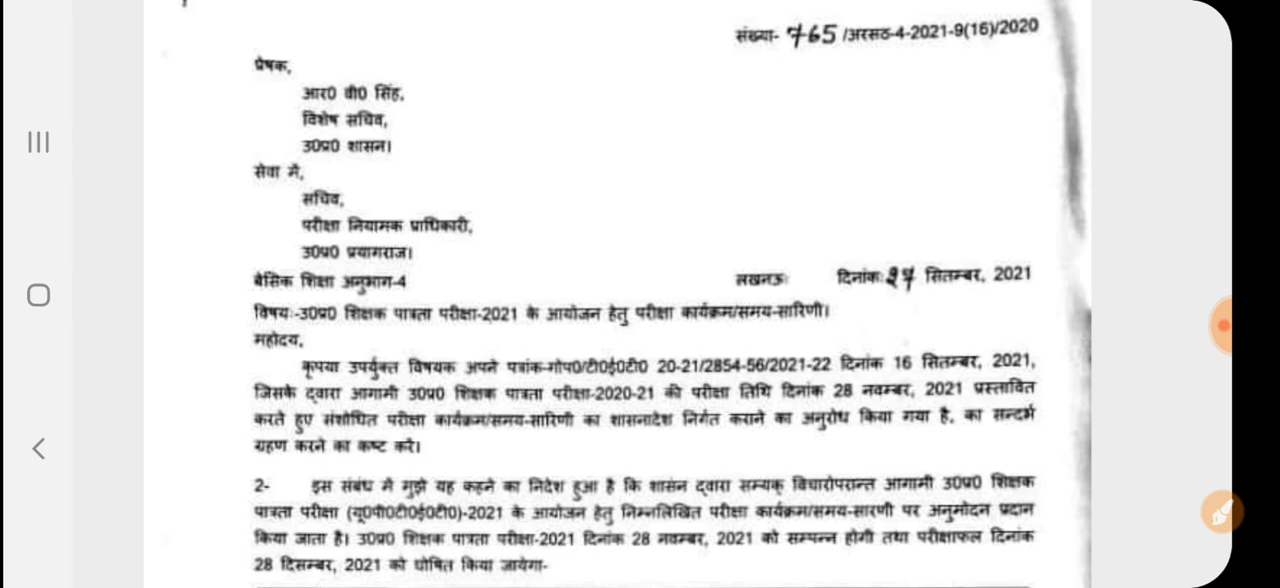 संख्या- 765 /अरसठ-4-2021-9(16)/2020
प्रेषक,
आर0 वी0 सिंह,
विशेष सचिव,
उ0प्र0 शासन।
सेवा में,
सचिव,
परीक्षा नियामक प्राधिकारी,
उ0प्र0 प्रयागराज।
बेसिक शिक्षा अनुभाग-4 लखनऊः दिनांकः सितम्बर, 2021
विषयः-उ0प्र0 शिक्षक पात्रता परीक्षा-2021 के आयोजन हेतु परीक्षा कार्यक्रम/समय-सारिणी।
महोदय,
कृपया उपर्युक्त विषयक अपने पत्रांक-गोप0/टी0ई0टी0 20-21/2854-56/2021-22 दिनांक 16 सितम्बर, 2021,
जिसके द्वारा आगामी उ0प्र0 शिक्षक पात्रता परीक्षा-2020-21 की परीक्षा तिथि दिनांक 28 नवम्बर, 2021 प्रस्तावित
करते हुए संशोधित परीक्षा कार्यक्रम/समय-सारिणी का शासनादेश निर्गत कराने का अनुरोध किया गया है, का सन्दर्भ
ग्रहण करने का कष्ट करें।
2- इस संबंध में मुझे यह कहने का निदेश हुआ है कि शासन द्वारा सम्यक् विचारोपरान्त आगामी उ0प्र0 शिक्षक
पात्रता परीक्षा (यू0पी0टी0ई0टी0)-2021 के आयोजन हेतु निम्नलिखित परीक्षा कार्यक्रम/समय-सारणी पर अनुमोदन प्रदान
किया जाता है। उ0प्र0 शिक्षक पात्रता परीक्षा-2021 दिनांक 28 नवम्बर, 2021 को सम्पन्न होगी तथा परीक्षाफल दिनांक
28 दिसम्बर, 2021 को घोषित किया जायेगा-